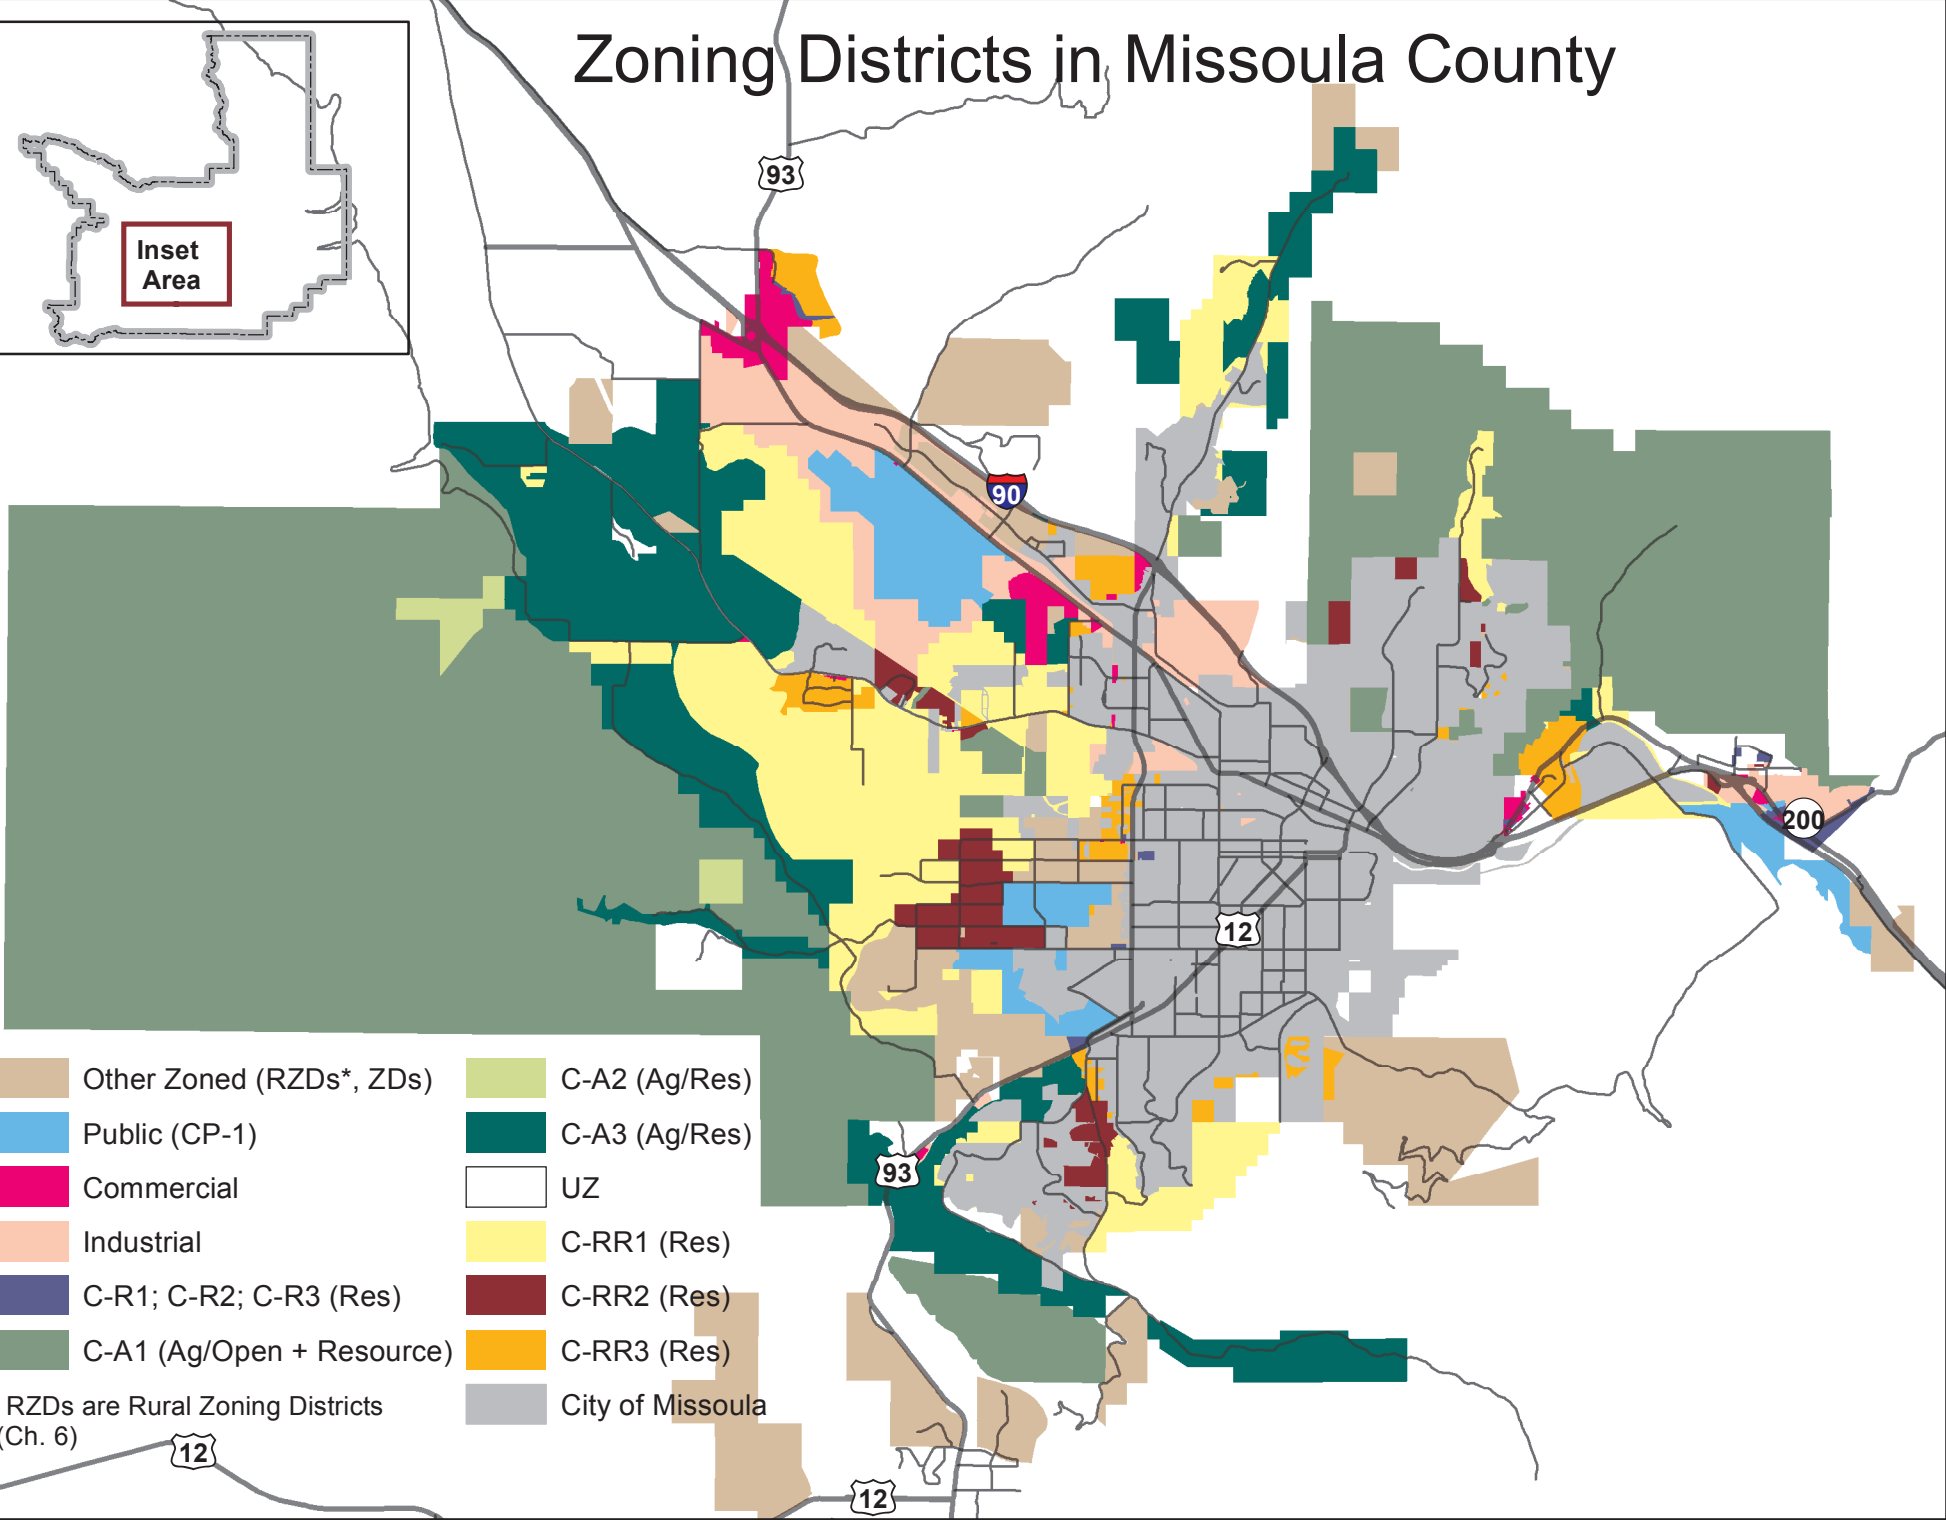 Zoning Districts in Missoula County
93
Inset
Area
90
200
12
93
Other Zoned (RZDs*, ZDs)
Public (CP-1)
Commercial
Industrial
C-R1; C-R2; C-R3 (Res)
C-A1 (Ag/Open + Resource)
C-A2 (Ag/Res)
C-A3 (Ag/Res)
UZ
C-RR1 (Res)
C-RR2 (Res)
C-RR3 (Res)
City of Missoula
RZDs are Rural Zoning Districts
(Ch. 6)
12
12